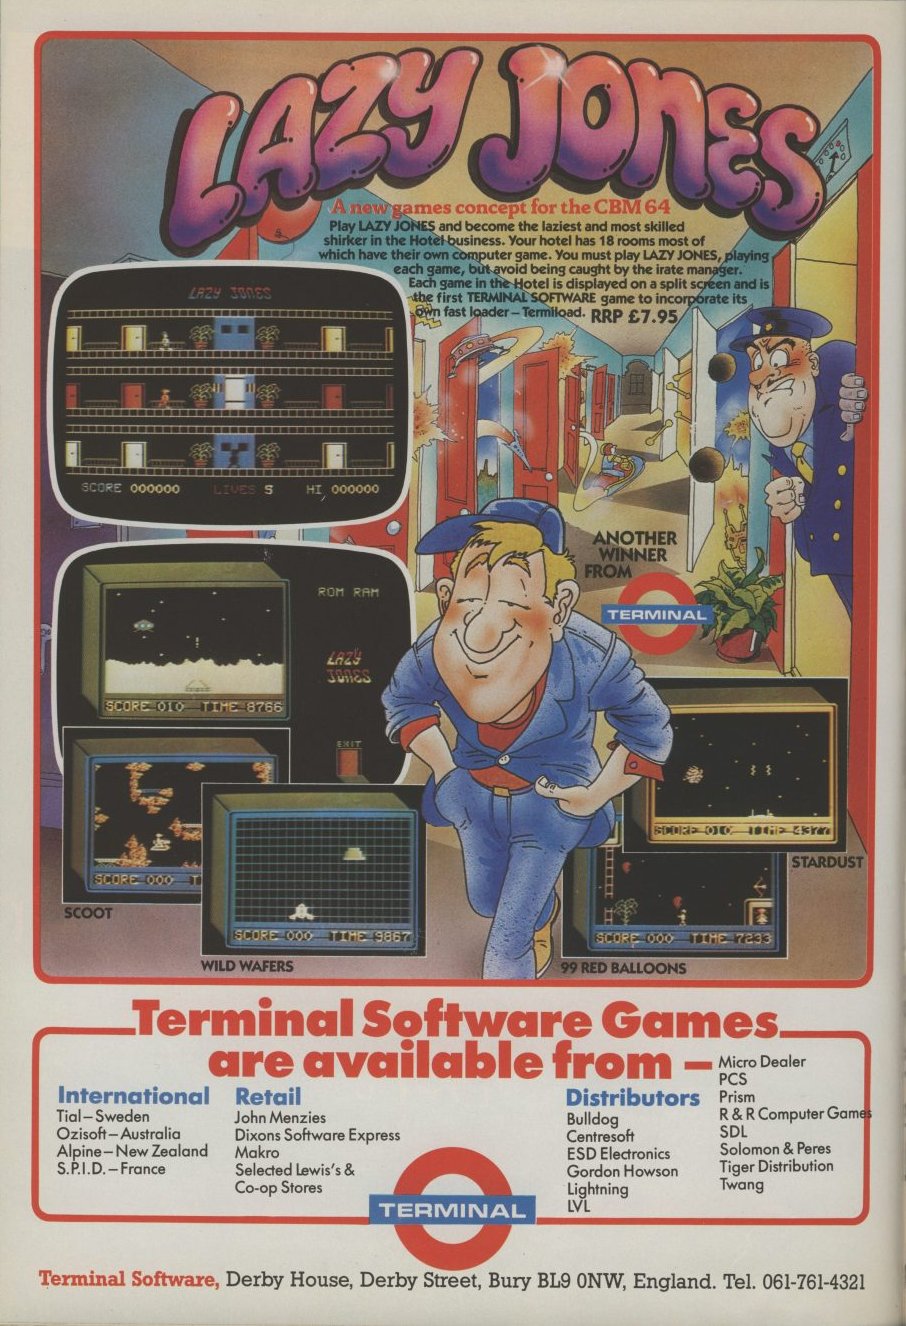 LAZY JONES
A new games concept for the CBM 64
Play LAZY JONES and become the laziest and most skilled
shirker in the Hotel business. Your hotel has 18 rooms most of
which have their own computer game. You must play LAZY JONES, playing
each game, but avoid being caught by the irate manager.
Each game in the Hotel is displayed on a split screen and is
the first TERMINAL SOFTWARE game to incorporate its
own fast loader – Termiload. RRP £7.95
LAZY JONES
SCORE 000000 LIVES 5 HI 000000
ANOTHER
WINNER
FROM
TERMINAL
ROM RAM
LAZY
JONES
EXIT
SCORE 010 TIME 8766
SCORE 000 T
SCOOT
SCORE 000 TIME 9867
WILD WAFERS
SCORE 010 TIME 4377
STARDUST
SCORE 000 TIME 7233
99 RED BALLOONS
Terminal Software Games
are available from –
International
Tial – Sweden
Ozisoft – Australia
Alpine – New Zealand
S.P.I.D. – France
Retail
John Menzies
Dixons Software Express
Makro
Selected Lewis's &
Co-op Stores
Distributors
Bulldog
Centresoft
ESD Electronics
Gordon Howson
Lightning
LVL
Micro Dealer
PCS
Prism
R & R Computer Games
SDL
Solomon & Peres
Tiger Distribution
Twang
TERMINAL
Terminal Software, Derby House, Derby Street, Bury BL9 0NW, England. Tel. 061-761-4321